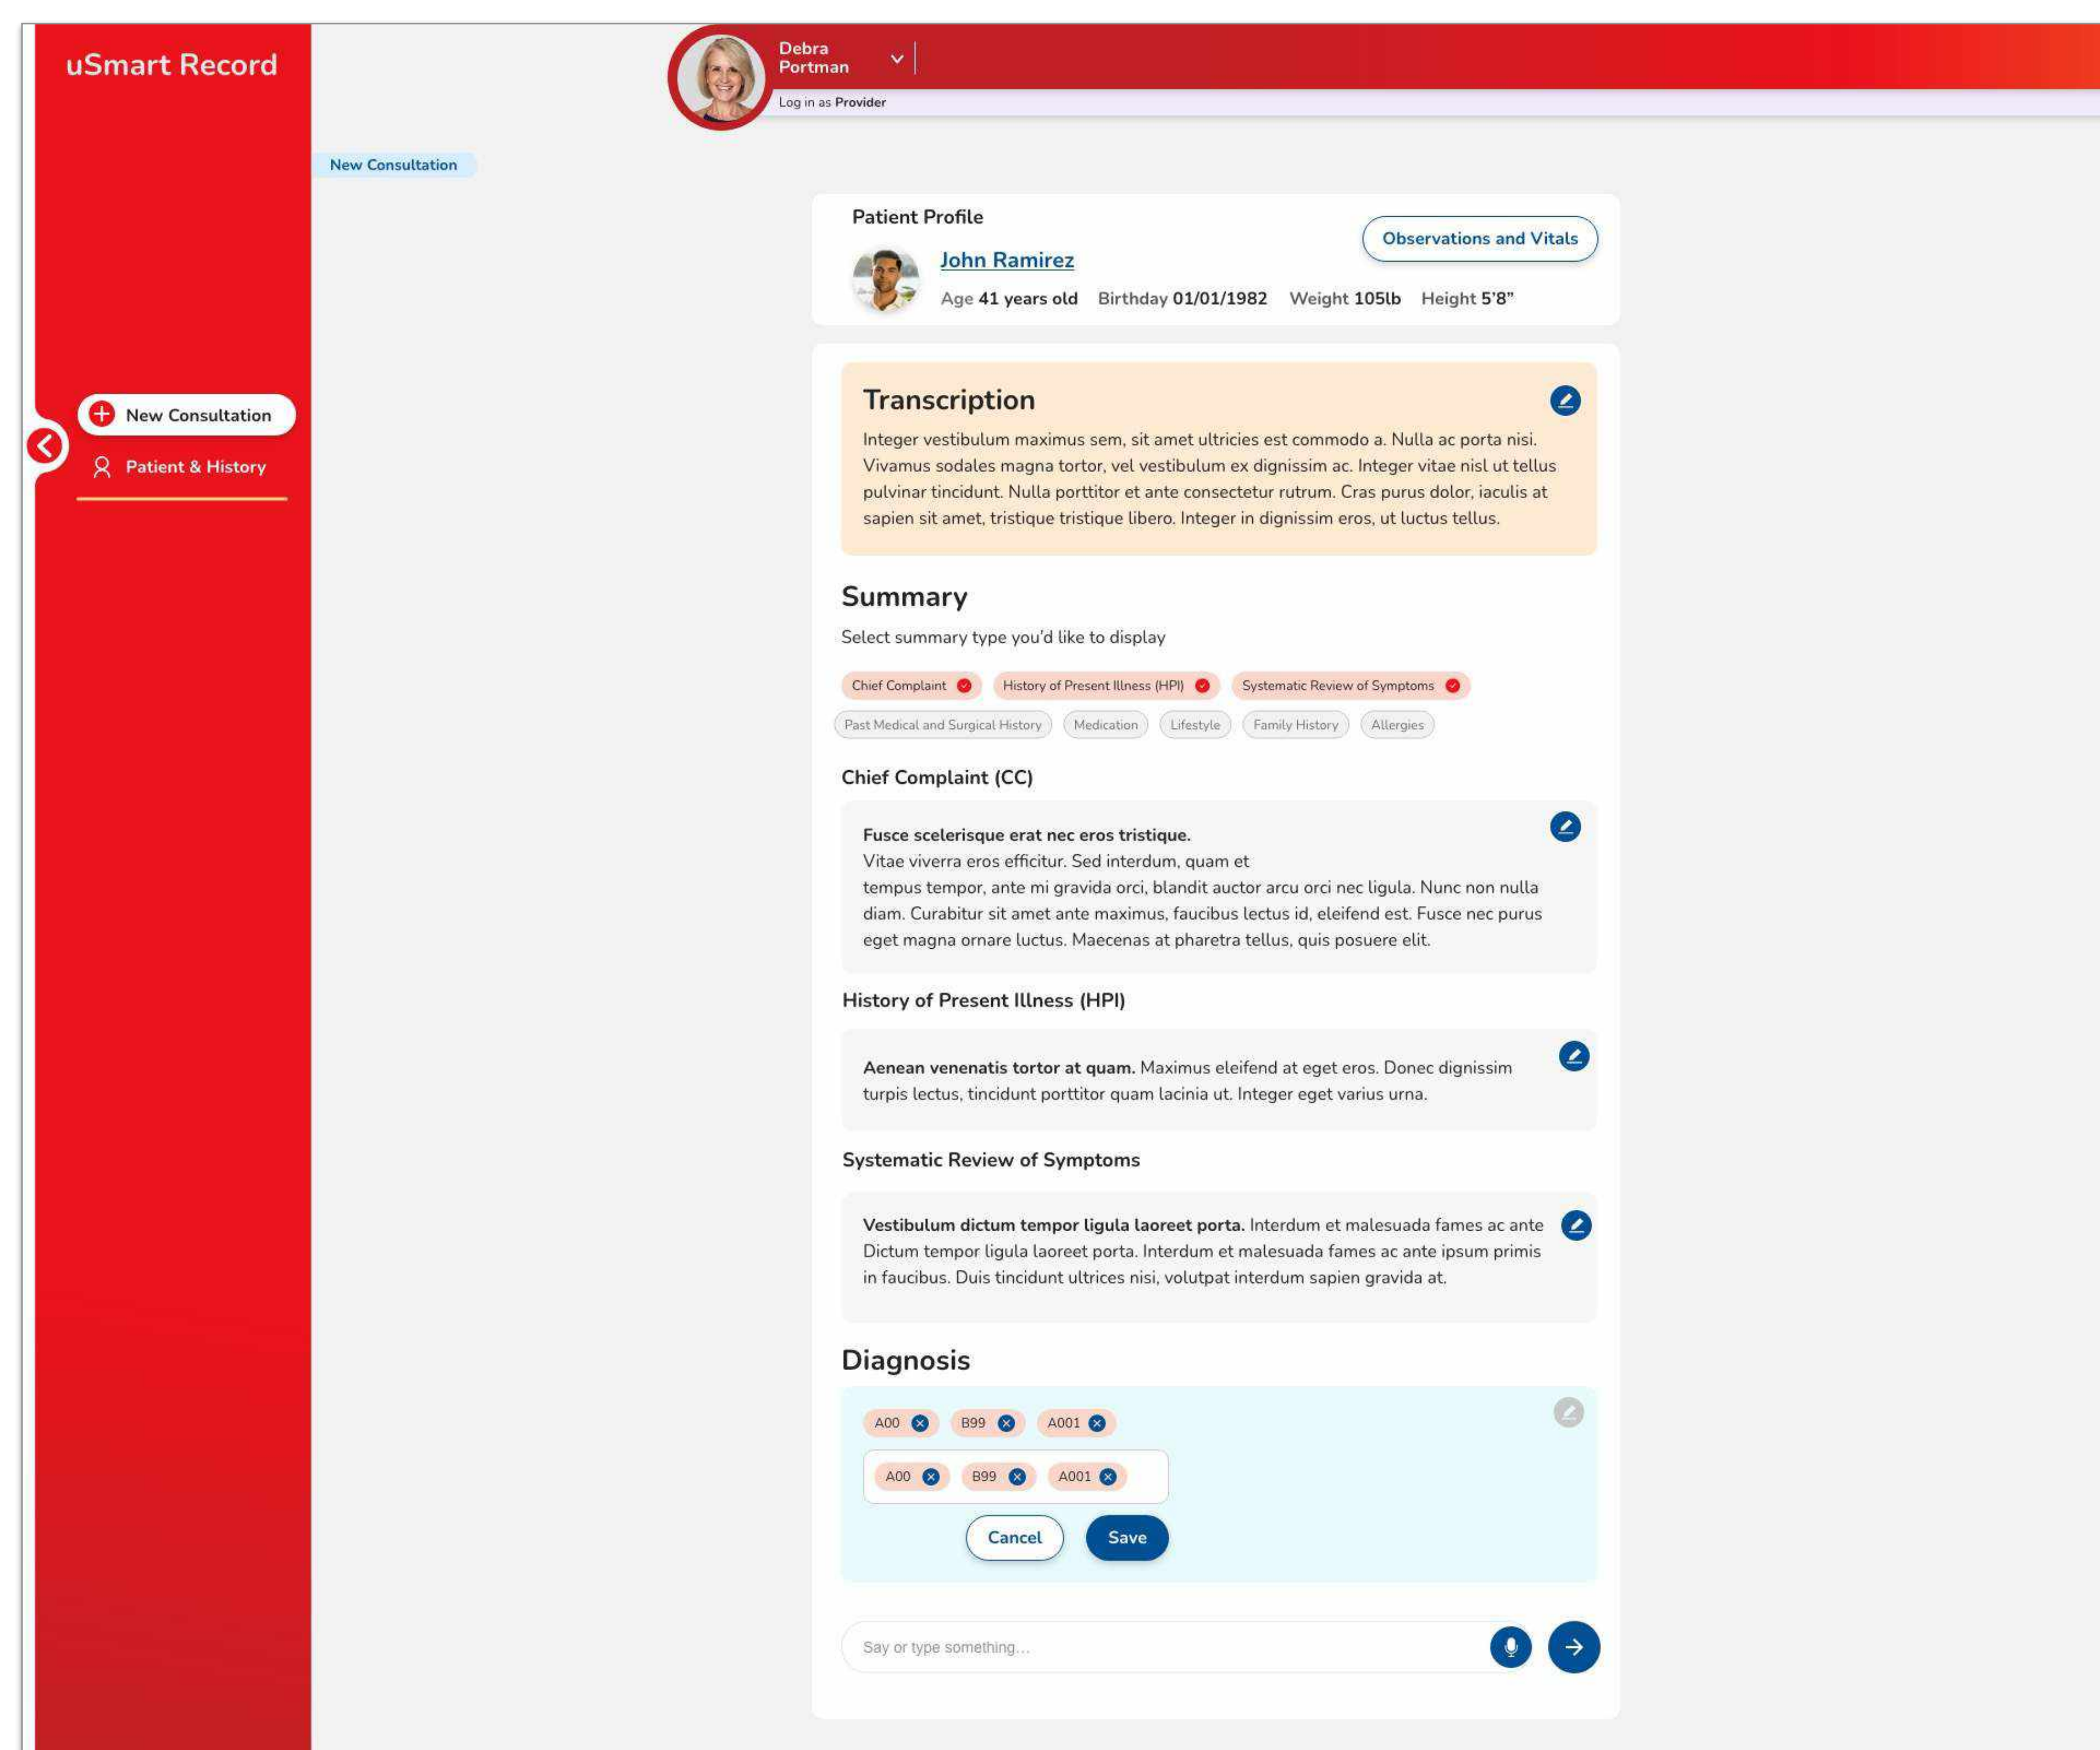 uSmart Record
Debra
Portman
Log in as Provider
New Consultation
New Consultation
Patient & History
Patient Profile
Observations and Vitals
John Ramirez
Age 41 years old Birthday 01/01/1982 Weight 105lb Height 5’8”
Transcription
Integer vestibulum maximus sem, sit amet ultricies est commodo a. Nulla ac porta nisi.
Vivamus sodales magna tortor, vel vestibulum ex dignissim ac. Integer vitae nisl ut tellus
pulvinar tincidunt. Nulla porttitor et ante consectetur rutrum. Cras purus dolor, iaculis at
sapien sit amet, tristique tristique libero. Integer in dignissim eros, ut luctus tellus.
Summary
Select summary type you’d like to display
Chief Complaint History of Present Illness (HPI) Systematic Review of Symptoms
Past Medical and Surgical History Medication Lifestyle Family History Allergies
Chief Complaint (CC)
Fusce scelerisque erat nec eros tristique.
Vitae viverra eros efficitur. Sed interdum, quam et
tempus tempor, ante mi gravida orci, blandit auctor arcu orci nec ligula. Nunc non nulla
diam. Curabitur sit amet ante maximus, faucibus lectus id, eleifend est. Fusce nec purus
eget magna ornare luctus. Maecenas at pharetra tellus, quis posuere elit.
History of Present Illness (HPI)
Aenean venenatis tortor at quam. Maximus eleifend at eget eros. Donec dignissim
turpis lectus, tincidunt porttitor quam lacinia ut. Integer eget varius urna.
Systematic Review of Symptoms
Vestibulum dictum tempor ligula laoreet porta. Interdum et malesuada fames ac ante
Dictum tempor ligula laoreet porta. Interdum et malesuada fames ac ante ipsum primis
in faucibus. Duis tincidunt ultrices nisi, volutpat interdum sapien gravida at.
Diagnosis
A00 B99 A001
A00 B99 A001
Cancel Save
Say or type something...